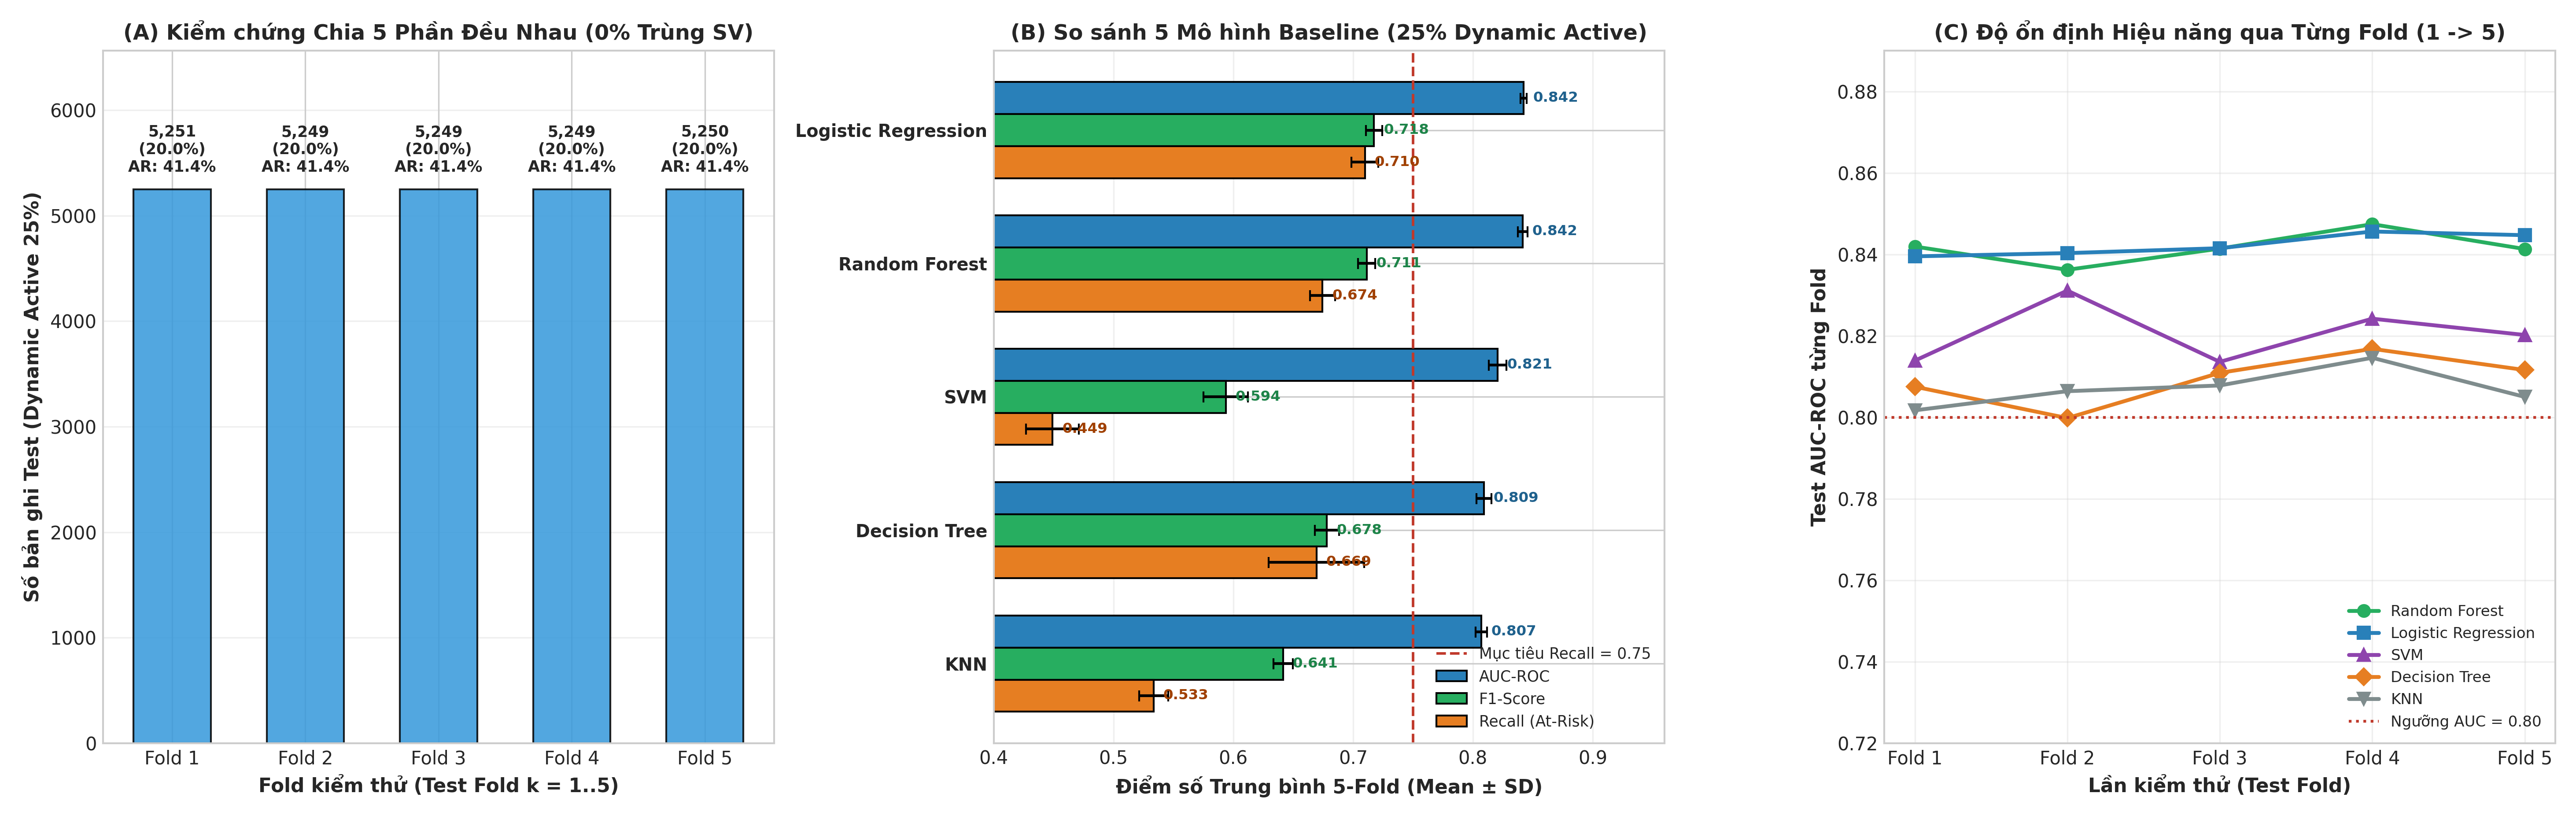 (A) Kiểm chứng Chia 5 Phần Đều Nhau (0% Trùng SV)
Số bản ghi Test (Dynamic Active 25%)
6000
5000
4000
3000
2000
1000
0
5,251
(20.0%)
AR: 41.4%
5,249
(20.0%)
AR: 41.4%
5,249
(20.0%)
AR: 41.4%
5,249
(20.0%)
AR: 41.4%
5,250
(20.0%)
AR: 41.4%
Fold 1
Fold 2
Fold 3
Fold 4
Fold 5
Fold kiểm thử (Test Fold k = 1..5)
(B) So sánh 5 Mô hình Baseline (25% Dynamic Active)
Logistic Regression
0.842
0.718
0.710
Random Forest
0.842
0.711
0.674
SVM
0.821
0.594
0.449
Decision Tree
0.809
0.678
0.669
KNN
0.807
0.641
0.533
Mục tiêu Recall = 0.75
AUC-ROC
F1-Score
Recall (At-Risk)
0.4
0.5
0.6
0.7
0.8
0.9
Điểm số Trung bình 5-Fold (Mean ± SD)
(C) Độ ổn định Hiệu năng qua Từng Fold (1 -> 5)
Test AUC-ROC từng Fold
0.88
0.86
0.84
0.82
0.80
0.78
0.76
0.74
0.72
Random Forest
Logistic Regression
SVM
Decision Tree
KNN
Ngưỡng AUC = 0.80
Fold 1
Fold 2
Fold 3
Fold 4
Fold 5
Lần kiểm thử (Test Fold)